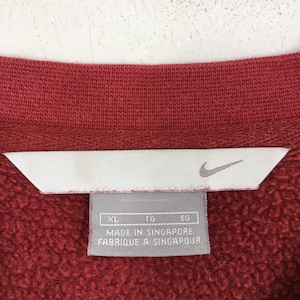 XL TG EG
MADE IN SINGAPORE
FABRIQUE A SINGAPOUR